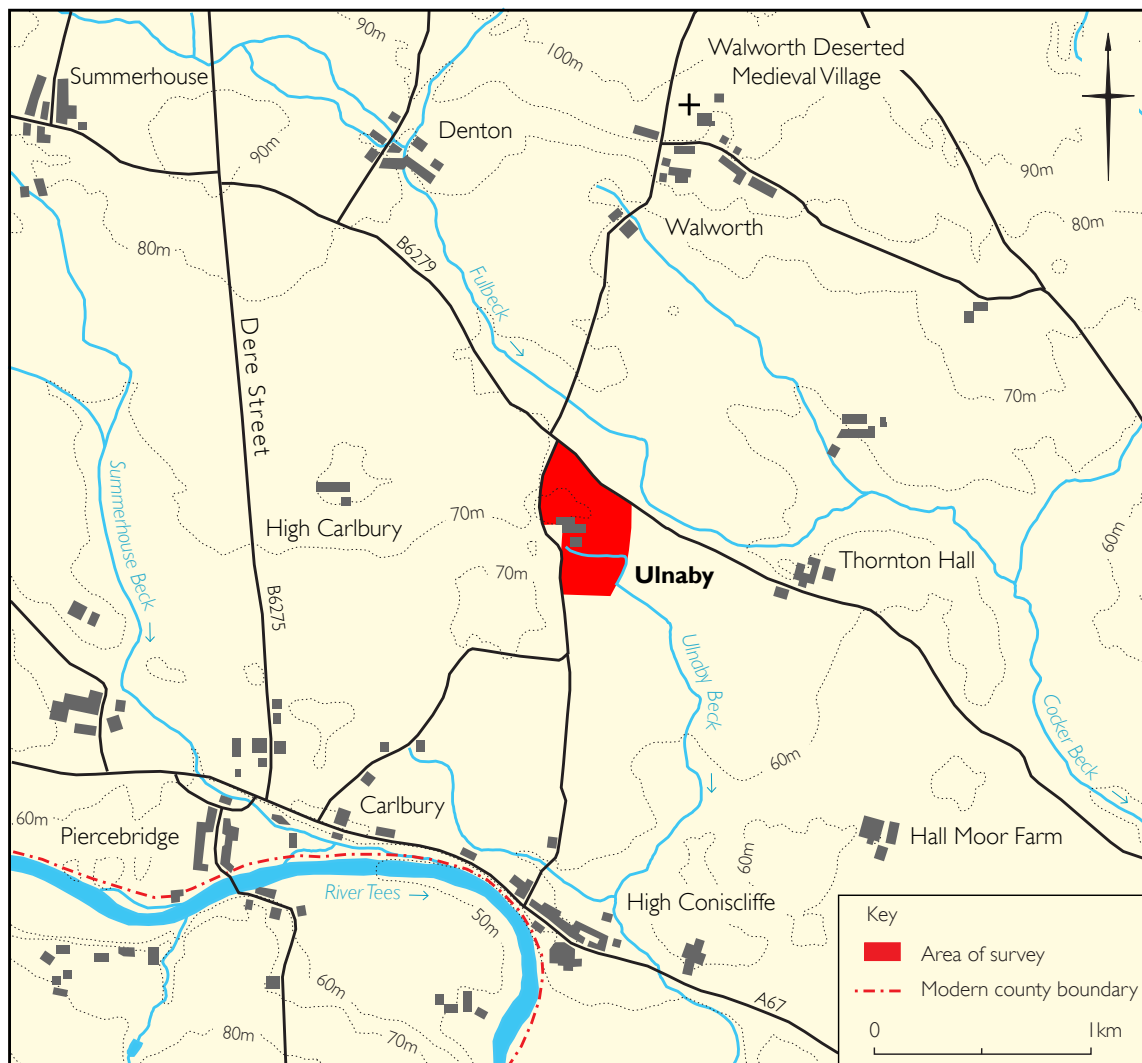 90m
100m
Walworth Deserted
Medieval Village
Summerhouse
Denton
90m
90m
80m
Walworth
80m
B6279
Fulbeck
Dere Street
70m
Summerhouse Beck
High Carlbury
70m
60m
Thornton Hall
70m
Ulnaby
B6275
Ulnaby Beck
Cocker Beck
60m
60m
Carlbury
Piercebridge
Hall Moor Farm
60m
River Tees
High Coniscliffe
50m
60m
A67
80m
70m
Key
Area of survey
Modern county boundary
0
1km